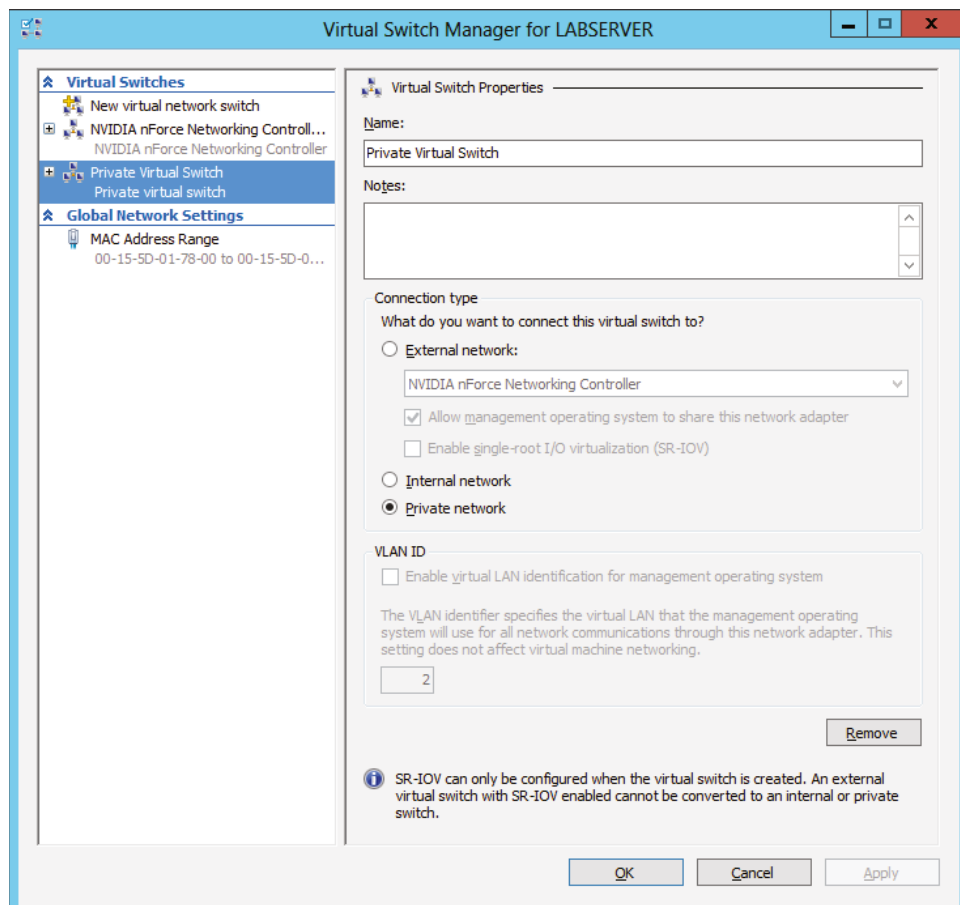 Virtual Switch Manager for LABSERVER
Virtual Switches
New virtual network switch
NVIDIA nForce Networking Controll...
NVIDIA nForce Networking Controller
Private Virtual Switch
Private virtual switch
Global Network Settings
MAC Address Range
00-15-5D-01-78-00 to 00-15-5D-0...
Virtual Switch Properties
Name:
Private Virtual Switch
Notes:
Connection type
What do you want to connect this virtual switch to?
External network:
NVIDIA nForce Networking Controller
Allow management operating system to share this network adapter
Enable single-root I/O virtualization (SR-IOV)
Internal network
Private network
VLAN ID
Enable virtual LAN identification for management operating system
The VLAN identifier specifies the virtual LAN that the management operating
system will use for all network communications through this network adapter. This
setting does not affect virtual machine networking.
2
Remove
SR-IOV can only be configured when the virtual switch is created. An external
virtual switch with SR-IOV enabled cannot be converted to an internal or private
switch.
OK
Cancel
Apply